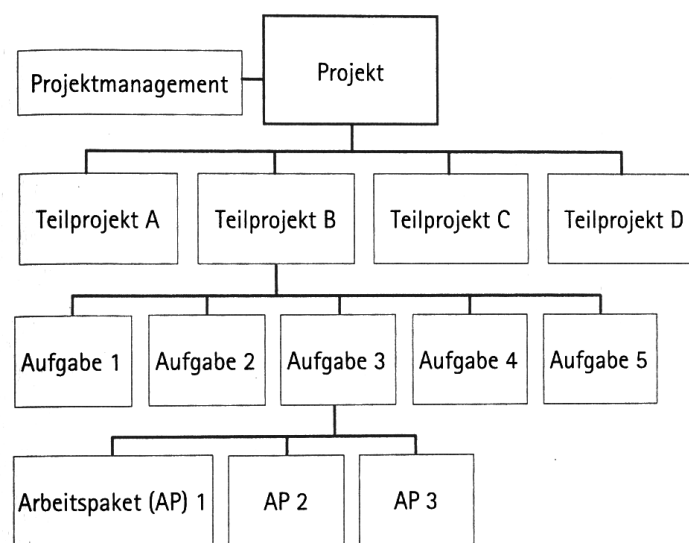 Projekt
Projektmanagement
Teilprojekt A
Teilprojekt B
Teilprojekt C
Teilprojekt D
Aufgabe 1
Aufgabe 2
Aufgabe 3
Aufgabe 4
Aufgabe 5
Arbeitspaket (AP) 1
AP 2
AP 3